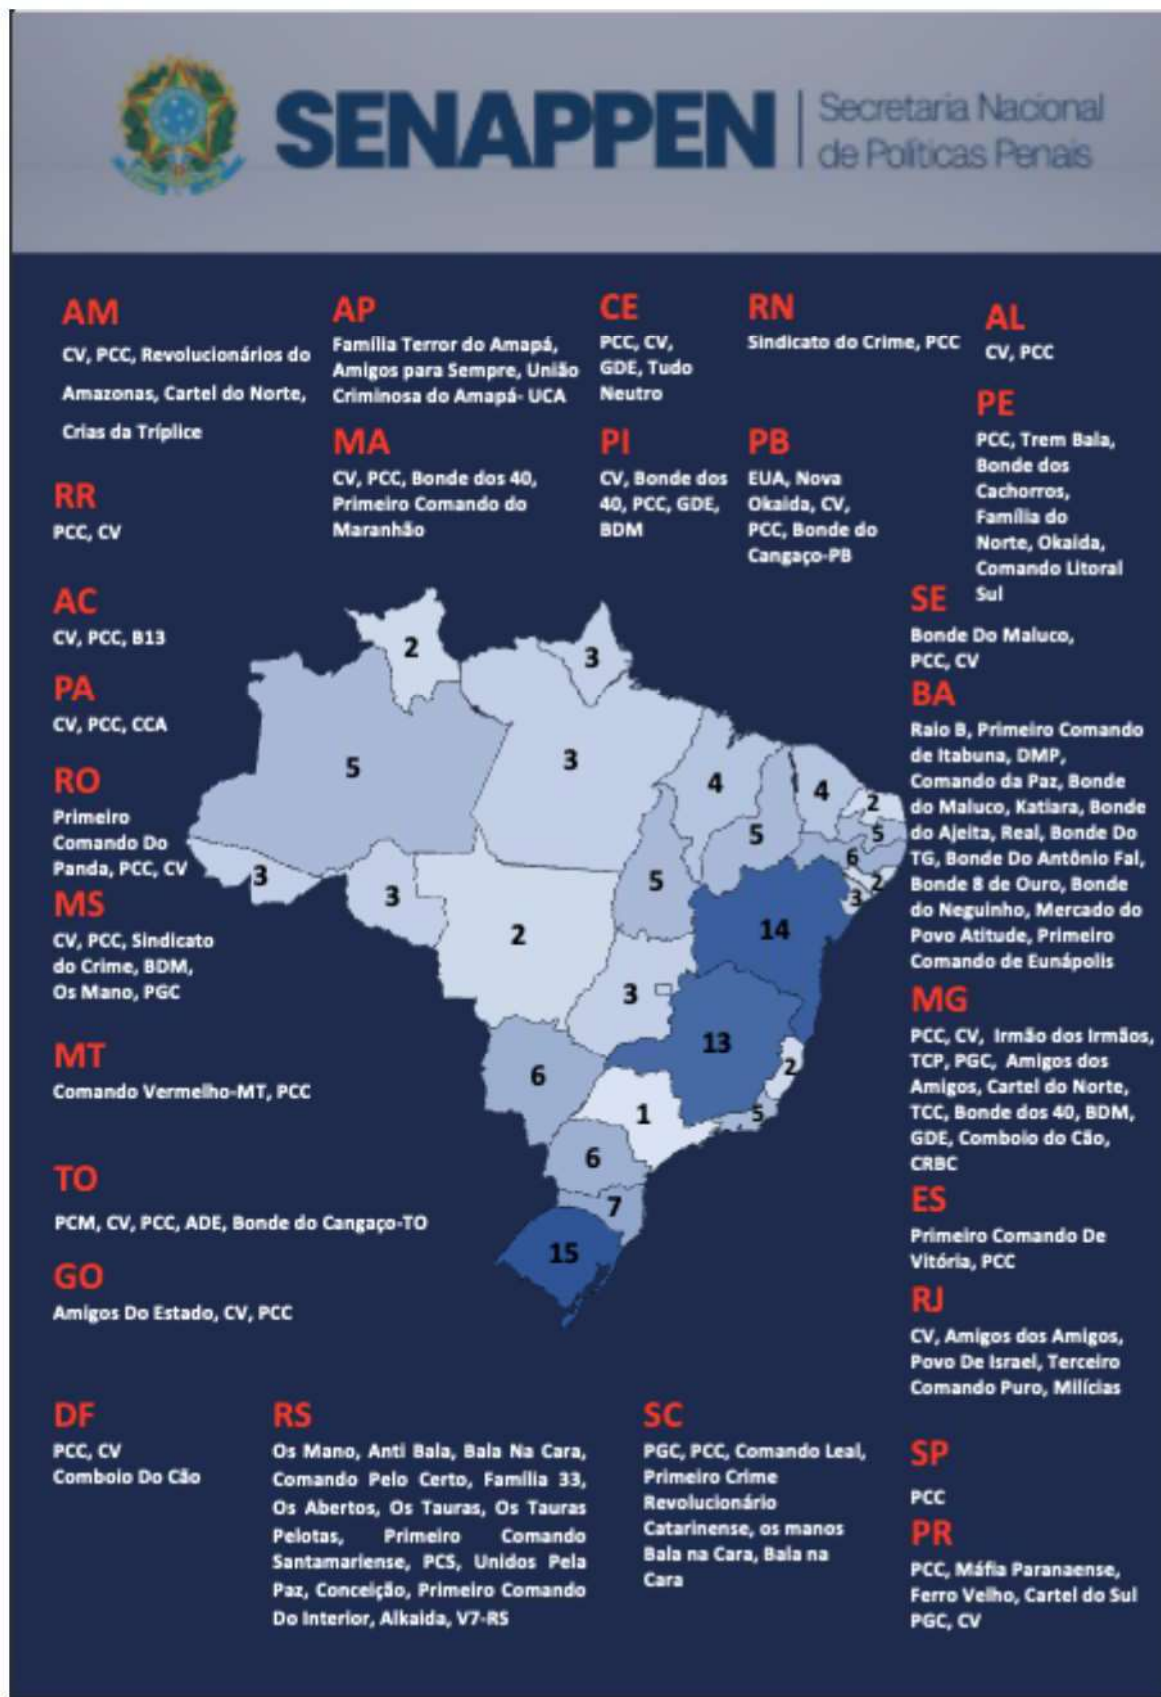 SENAPPEN
Secretaria Nacional
de Políticas Penais
AM
CV, PCC, Revolucionários do
Amazonas, Cartel do Norte,
Crias da Tríplice
AP
Família Terror do Amapá,
Amigos para Sempre, União
Criminosa do Amapá- UCA
CE
PCC, CV,
GDE, Tudo
Neutro
RN
Sindicato do Crime, PCC
AL
CV, PCC
PE
PCC, Trem Bala,
Bonde dos
Cachorros,
Família do
Norte, Okaida,
Comando Litoral
Sul
MA
CV, PCC, Bonde dos 40,
Primeiro Comando do
Maranhão
PI
CV, Bonde dos
40, PCC, GDE,
BDM
PB
EUA, Nova
Okaida, CV,
PCC, Bonde do
Cangaço-PB
RR
PCC, CV
AC
CV, PCC, B13
PA
CV, PCC, CCA
RO
Primeiro
Comando Do
Panda, PCC, CV
MS
CV, PCC, Sindicato
do Crime, BDM,
Os Mano, PGC
MT
Comando Vermelho-MT, PCC
TO
PCM, CV, PCC, ADE, Bonde do Cangaço-TO
GO
Amigos Do Estado, CV, PCC
2
3
5
3
4
4
2
5
5
6
2
3
3
3
5
2
14
3
13
2
6
1
5
6
7
15
SE
Bonde Do Maluco,
PCC, CV
BA
Raio B, Primeiro Comando
de Itabuna, DMP,
Comando da Paz, Bonde
do Maluco, Katiara, Bonde
do Ajeita, Real, Bonde Do
TG, Bonde Do Antônio Fal,
Bonde 8 de Ouro, Bonde
do Neguinho, Mercado do
Povo Atitude, Primeiro
Comando de Eunápolis
MG
PCC, CV, Irmão dos Irmãos,
TCP, PGC, Amigos dos
Amigos, Cartel do Norte,
TCC, Bonde dos 40, BDM,
GDE, Comboio do Cão,
CRBC
ES
Primeiro Comando De
Vitória, PCC
RJ
CV, Amigos dos Amigos,
Povo De Israel, Terceiro
Comando Puro, Milícias
DF
PCC, CV
Comboio Do Cão
RS
Os Mano, Anti Bala, Bala Na Cara,
Comando Pelo Certo, Família 33,
Os Abertos, Os Tauras, Os Tauras
Pelotas, Primeiro Comando
Santamariense, PCS, Unidos Pela
Paz, Conceição, Primeiro Comando
Do Interior, Alkaida, V7-RS
SC
PGC, PCC, Comando Leal,
Primeiro Crime
Revolucionário
Catarinense, os manos
Bala na Cara, Bala na
Cara
SP
PCC
PR
PCC, Máfia Paranaense,
Ferro Velho, Cartel do Sul
PGC, CV